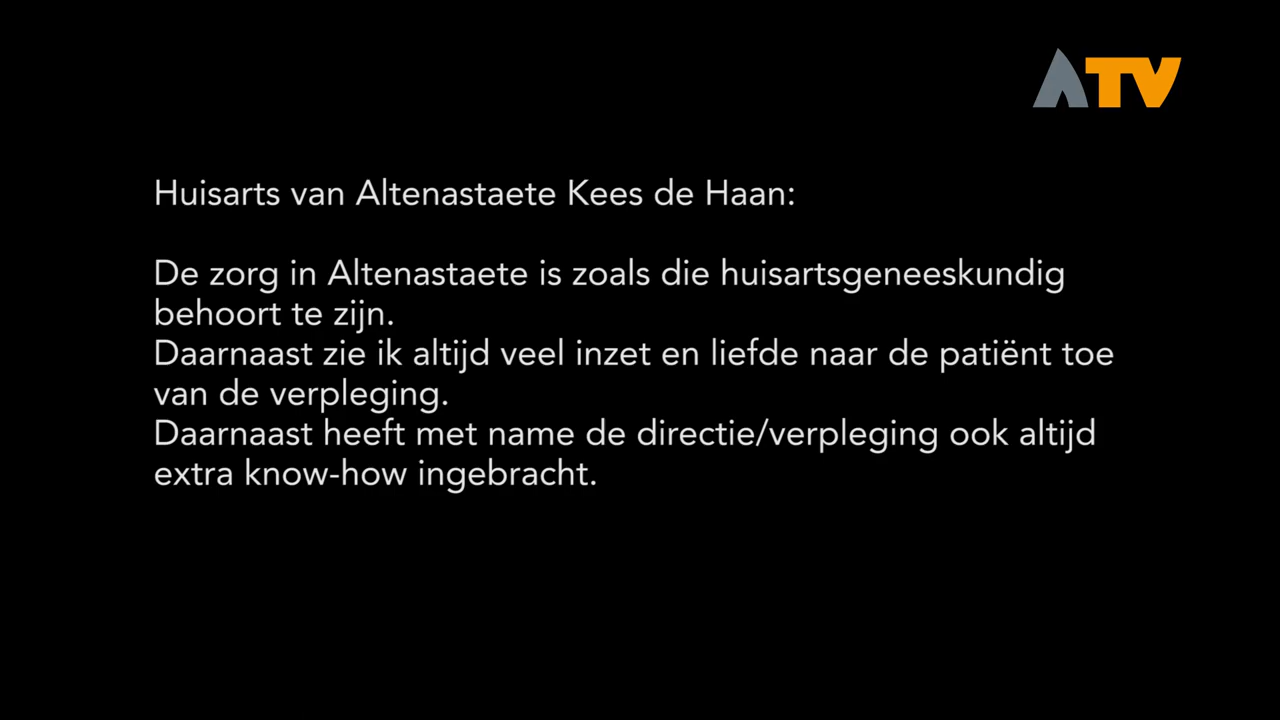 ATV
Huisarts van Altenastaete Kees de Haan:
De zorg in Altenastaete is zoals die huisartsgeneeskundig
behoort te zijn.
Daarnaast zie ik altijd veel inzet en liefde naar de patiënt toe
van de verpleging.
Daarnaast heeft met name de directie/verpleging ook altijd
extra know-how ingebracht.